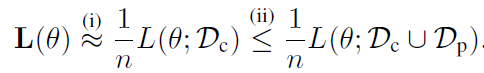 𝐋(θ) ≈^(i) 1/n L(θ; 𝒟_c) ≤^(ii) 1/n L(θ; 𝒟_c ∪ 𝒟_p).